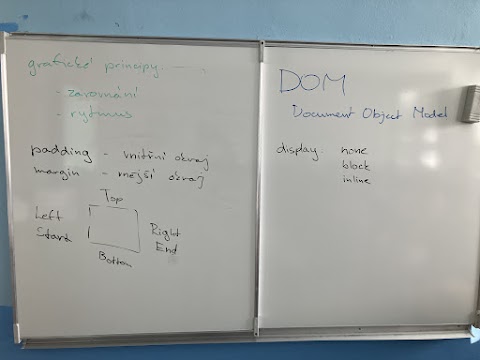 grafické principy
- zarovnání
- rytmus
padding - vnitřní okraj
margin - vnější okraj
Top
Left
Start
Right
End
Bottom
DOM
Document Object Model
display: none
block
inline